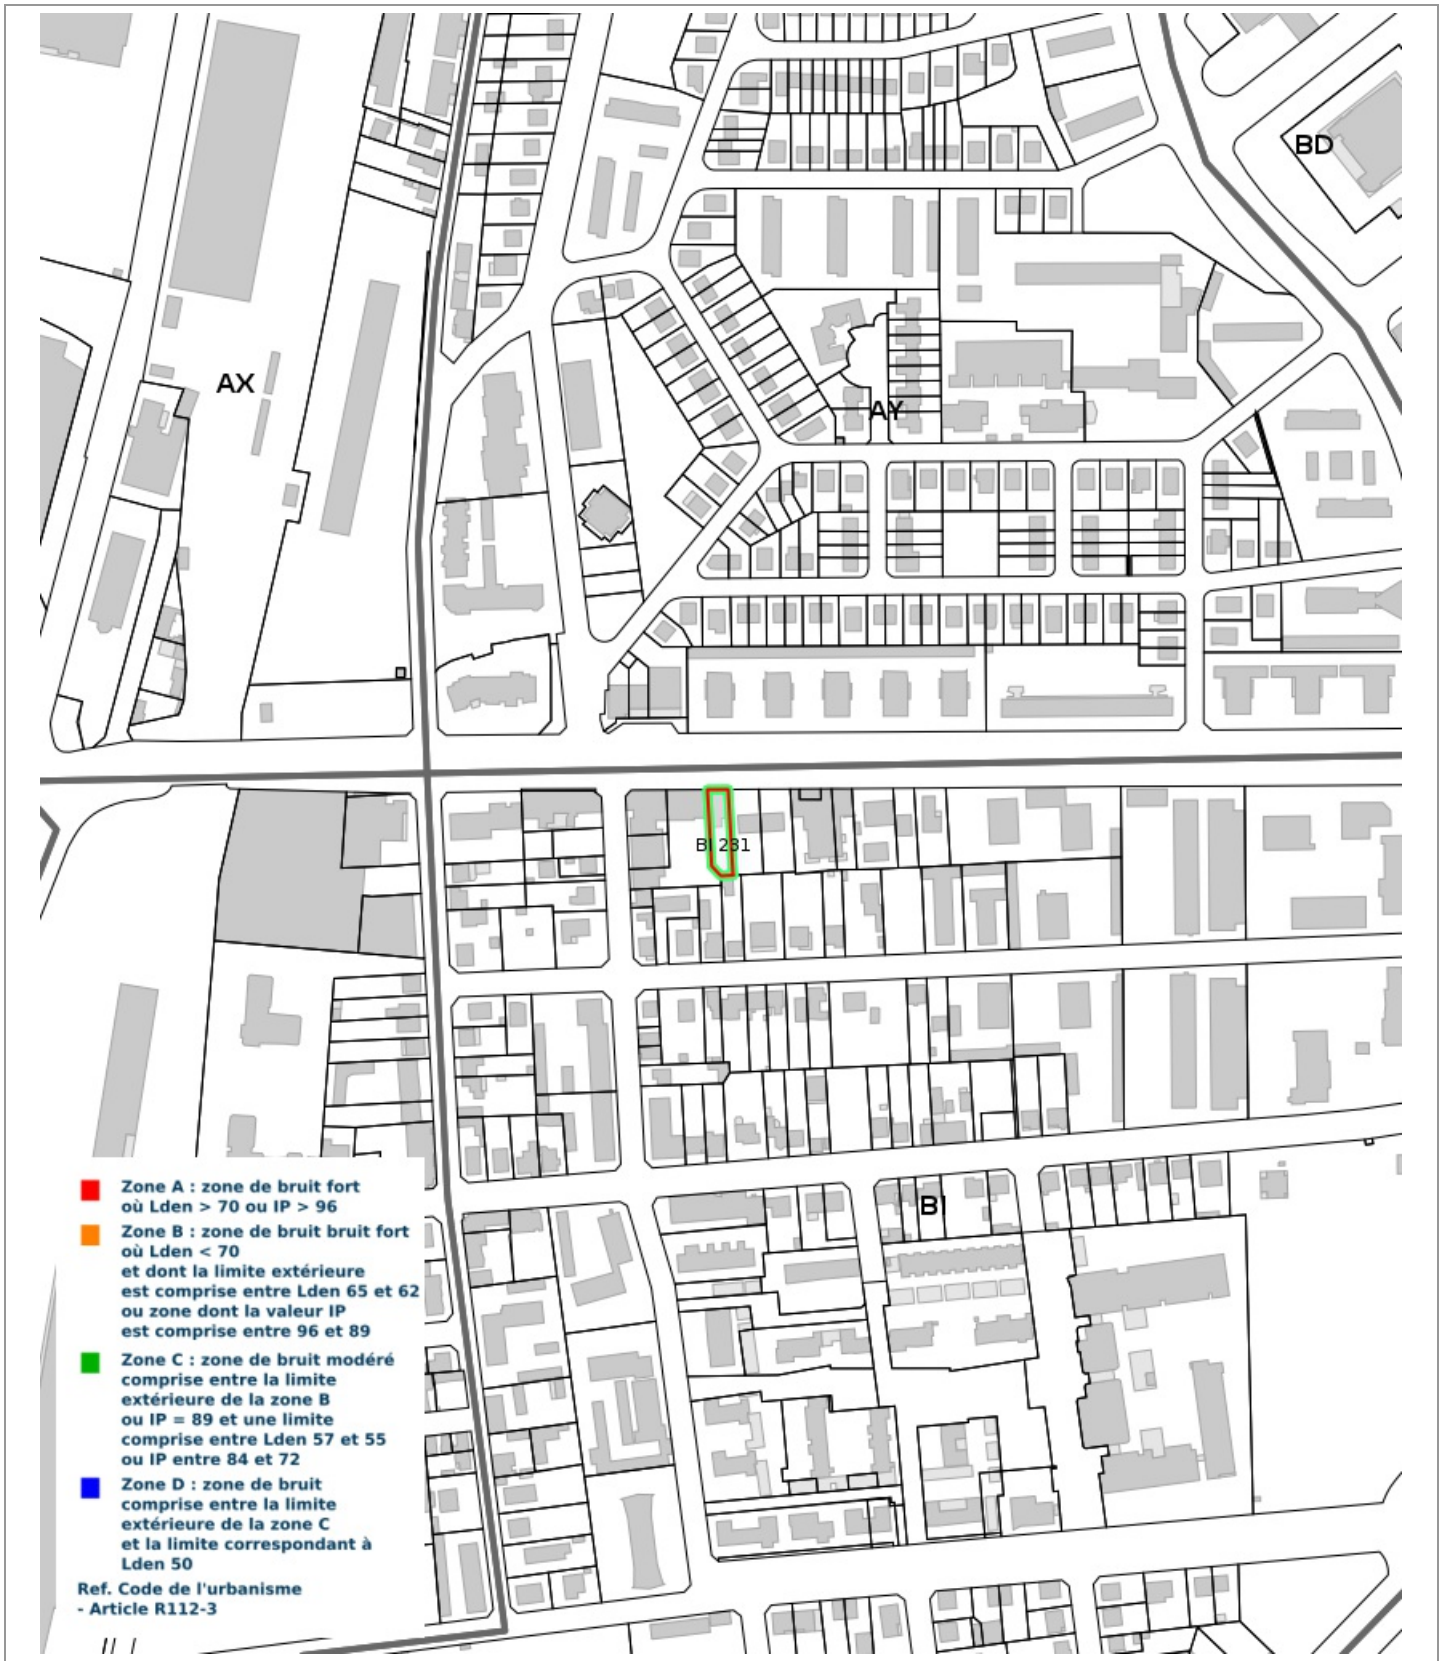 BD
AX
AY
BI 231
BI
Zone A : zone de bruit fort
où Lden > 70 ou IP > 96
Zone B : zone de bruit bruit fort
où Lden < 70
et dont la limite extérieure
est comprise entre Lden 65 et 62
ou zone dont la valeur IP
est comprise entre 96 et 89
Zone C : zone de bruit modéré
comprise entre la limite
extérieure de la zone B
ou IP = 89 et une limite
comprise entre Lden 57 et 55
ou IP entre 84 et 72
Zone D : zone de bruit
comprise entre la limite
extérieure de la zone C
et la limite correspondant à
Lden 50
Ref. Code de l'urbanisme
- Article R112-3